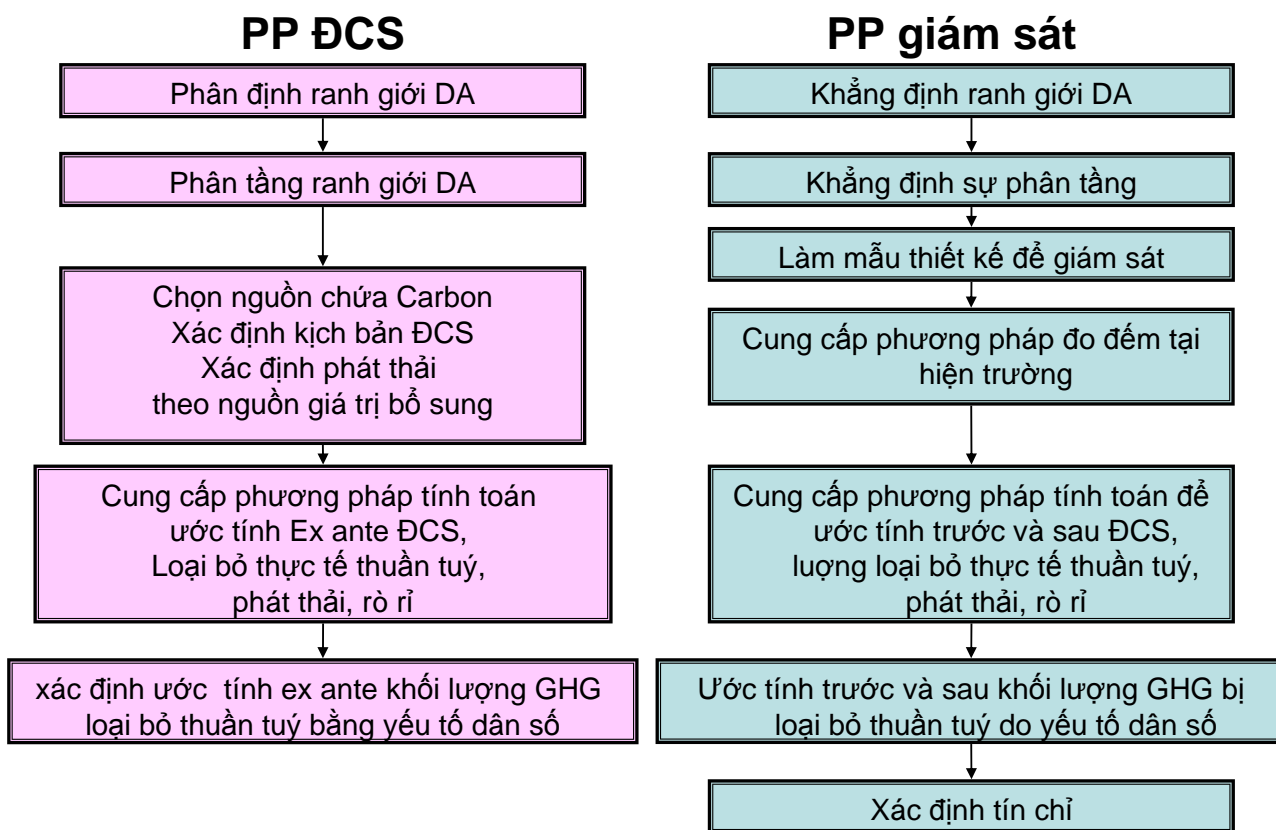 PP ĐCS
Phân định ranh giới DA
Phân tầng ranh giới DA
Chọn nguồn chứa Carbon
Xác định kịch bản ĐCS
Xác định phát thải
theo nguồn giá trị bổ sung
Cung cấp phương pháp tính toán
ước tính Ex ante ĐCS,
Loại bỏ thực tế thuần tuý,
phát thải, rò rỉ
xác định ước tính ex ante khối lượng GHG
loại bỏ thuần tuý bằng yếu tố dân số
PP giám sát
Khẳng định ranh giới DA
Khẳng định sự phân tầng
Làm mẫu thiết kế để giám sát
Cung cấp phương pháp đo đếm tại
hiện trường
Cung cấp phương pháp tính toán để
ước tính trước và sau ĐCS,
luợng loại bỏ thực tế thuần tuý,
phát thải, rò rỉ
Ước tính trước và sau khối lượng GHG bị
loại bỏ thuần tuý do yếu tố dân số
Xác định tín chỉ